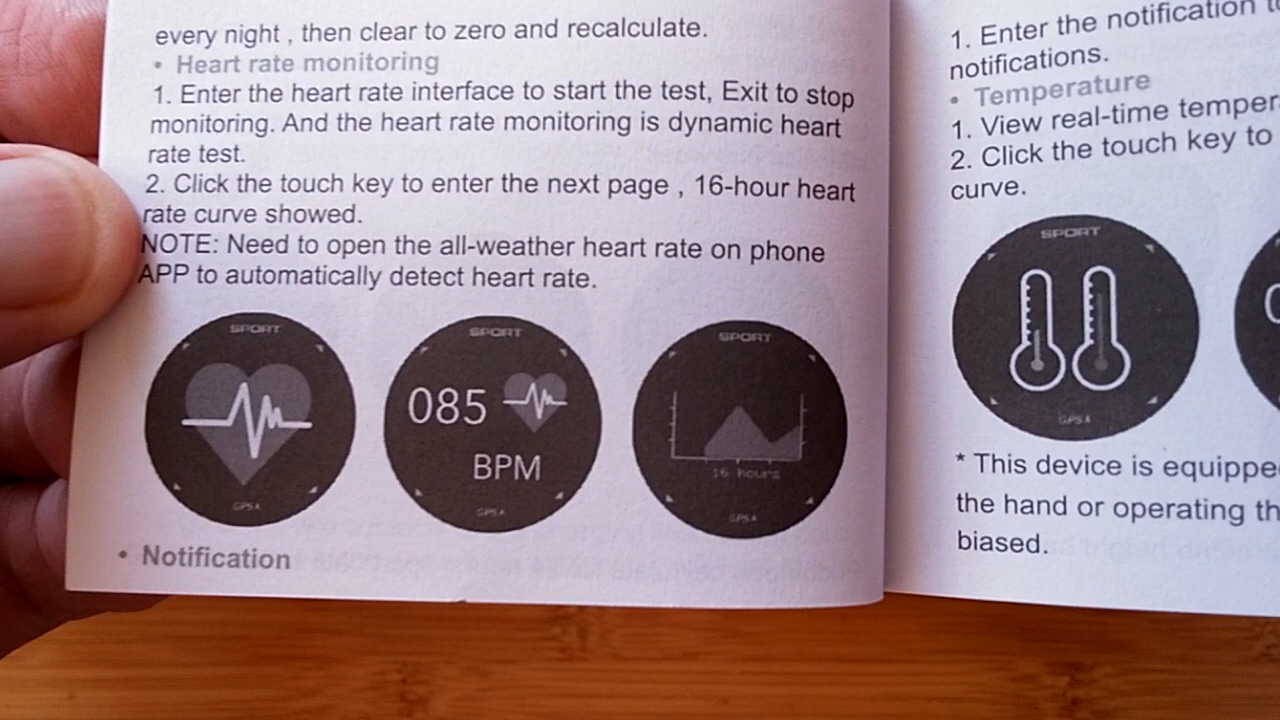 every night , then clear to zero and recalculate.
• Heart rate monitoring
1. Enter the heart rate interface to start the test, Exit to stop
monitoring. And the heart rate monitoring is dynamic heart
rate test.
2. Click the touch key to enter the next page , 16-hour heart
rate curve showed.
NOTE: Need to open the all-weather heart rate on phone
APP to automatically detect heart rate.
SPORT
GPS
SPORT
085
BPM
GPS
SPORT
16 hours
GPS
• Notification
1. Enter the notification
notifications.
• Temperature
1. View real-time
2. Click the touch key to
curve.
SPORT
GPS
* This device is
the hand or operating
biased.